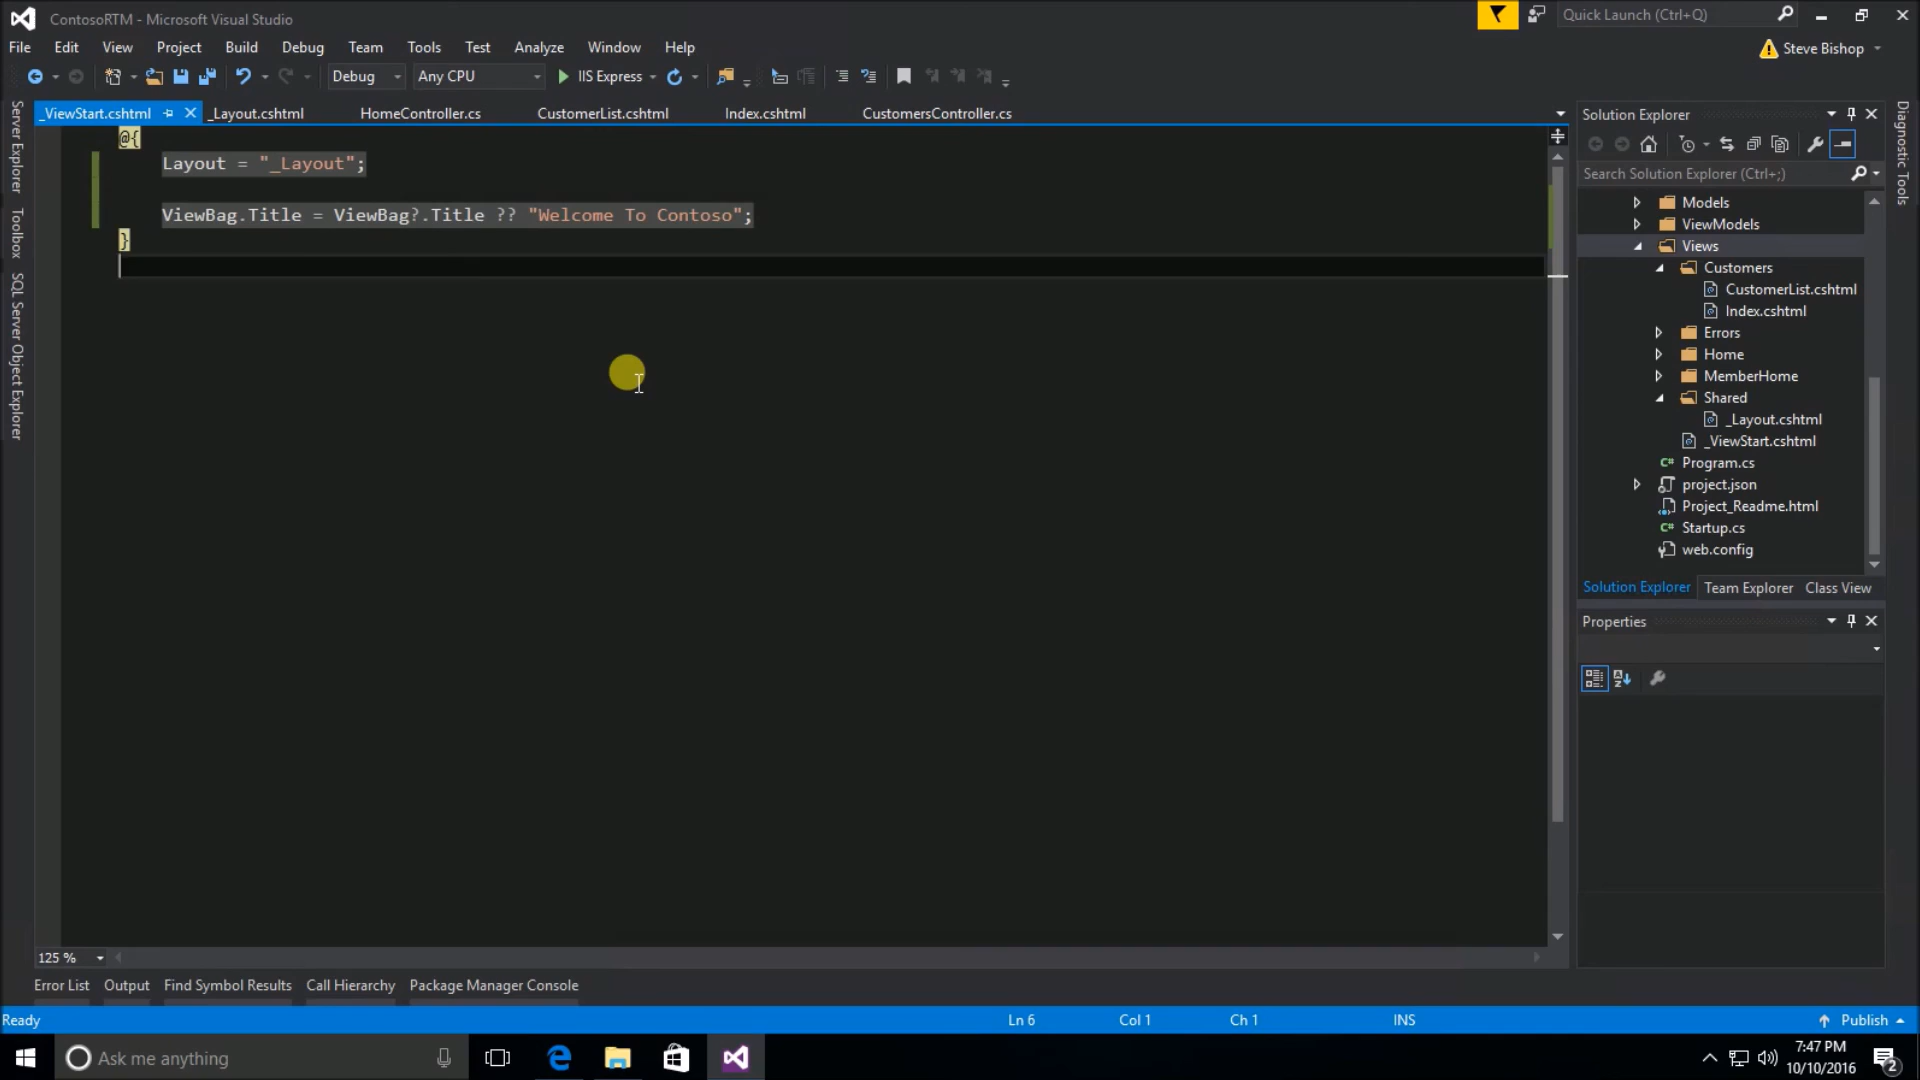 ContosoRTM - Microsoft Visual Studio
Quick Launch (Ctrl+Q)
File Edit View Project Build Debug Team Tools Test Analyze Window Help
Steve Bishop
Debug Any CPU IIS Express
_ViewStart.cshtml _Layout.cshtml HomeController.cs CustomerList.cshtml Index.cshtml CustomersController.cs
Server Explorer
Toolbox
SQL Server Object Explorer
@{
Layout = "_Layout";
ViewBag.Title = ViewBag?.Title ?? "Welcome To Contoso";
}
Solution Explorer
Search Solution Explorer (Ctrl+;)
Models
ViewModels
Views
Customers
CustomerList.cshtml
Index.cshtml
Errors
Home
MemberHome
Shared
_Layout.cshtml
_ViewStart.cshtml
C# Program.cs
project.json
Project_Readme.html
C# Startup.cs
web.config
Solution Explorer Team Explorer Class View
Properties
Diagnostic Tools
125 %
Error List Output Find Symbol Results Call Hierarchy Package Manager Console
Ready Ln 6 Col 1 Ch 1 INS Publish
Ask me anything
7:47 PM
10/10/2016
2